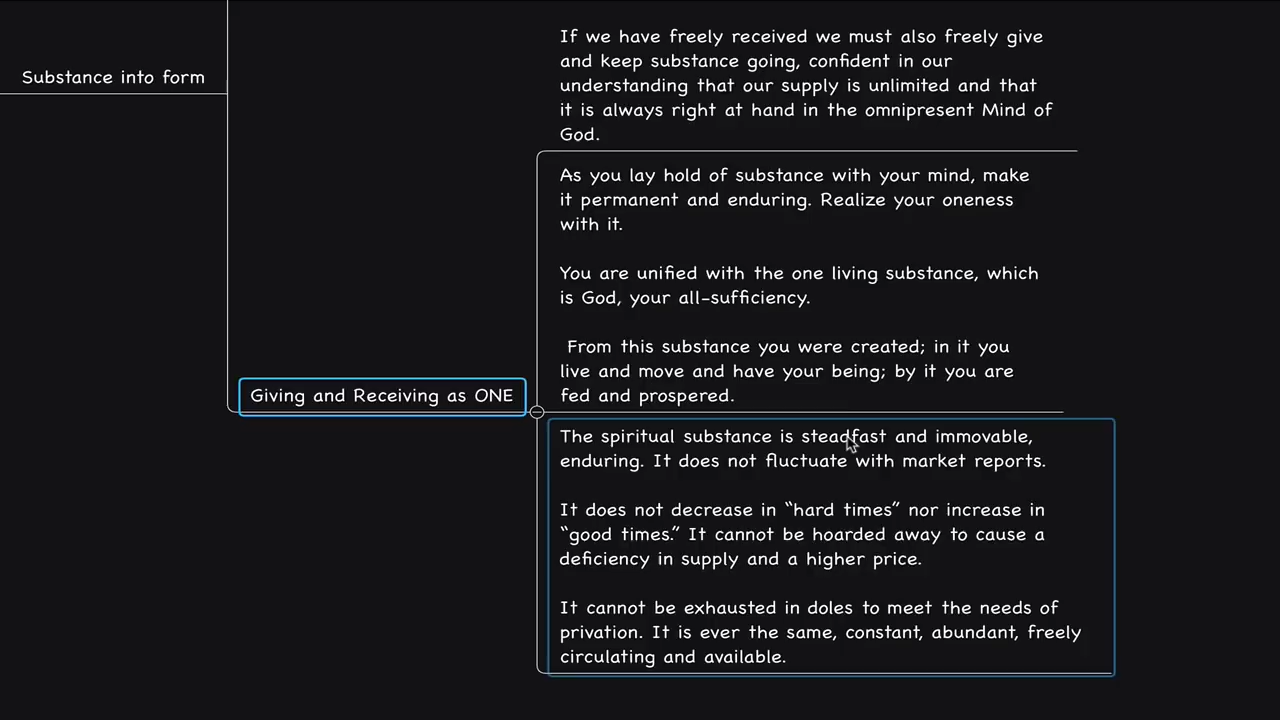 Substance into form
If we have freely received we must also freely give
and keep substance going, confident in our
understanding that our supply is unlimited and that
it is always right at hand in the omnipresent Mind of
God.
As you lay hold of substance with your mind, make
it permanent and enduring. Realize your oneness
with it.
You are unified with the one living substance, which
is God, your all-sufficiency.
From this substance you were created; in it you
live and move and have your being; by it you are
fed and prospered.
Giving and Receiving as ONE
The spiritual substance is steadfast and immovable,
enduring. It does not fluctuate with market reports.
It does not decrease in “hard times” nor increase in
“good times.” It cannot be hoarded away to cause a
deficiency in supply and a higher price.
It cannot be exhausted in doles to meet the needs of
privation. It is ever the same, constant, abundant, freely
circulating and available.